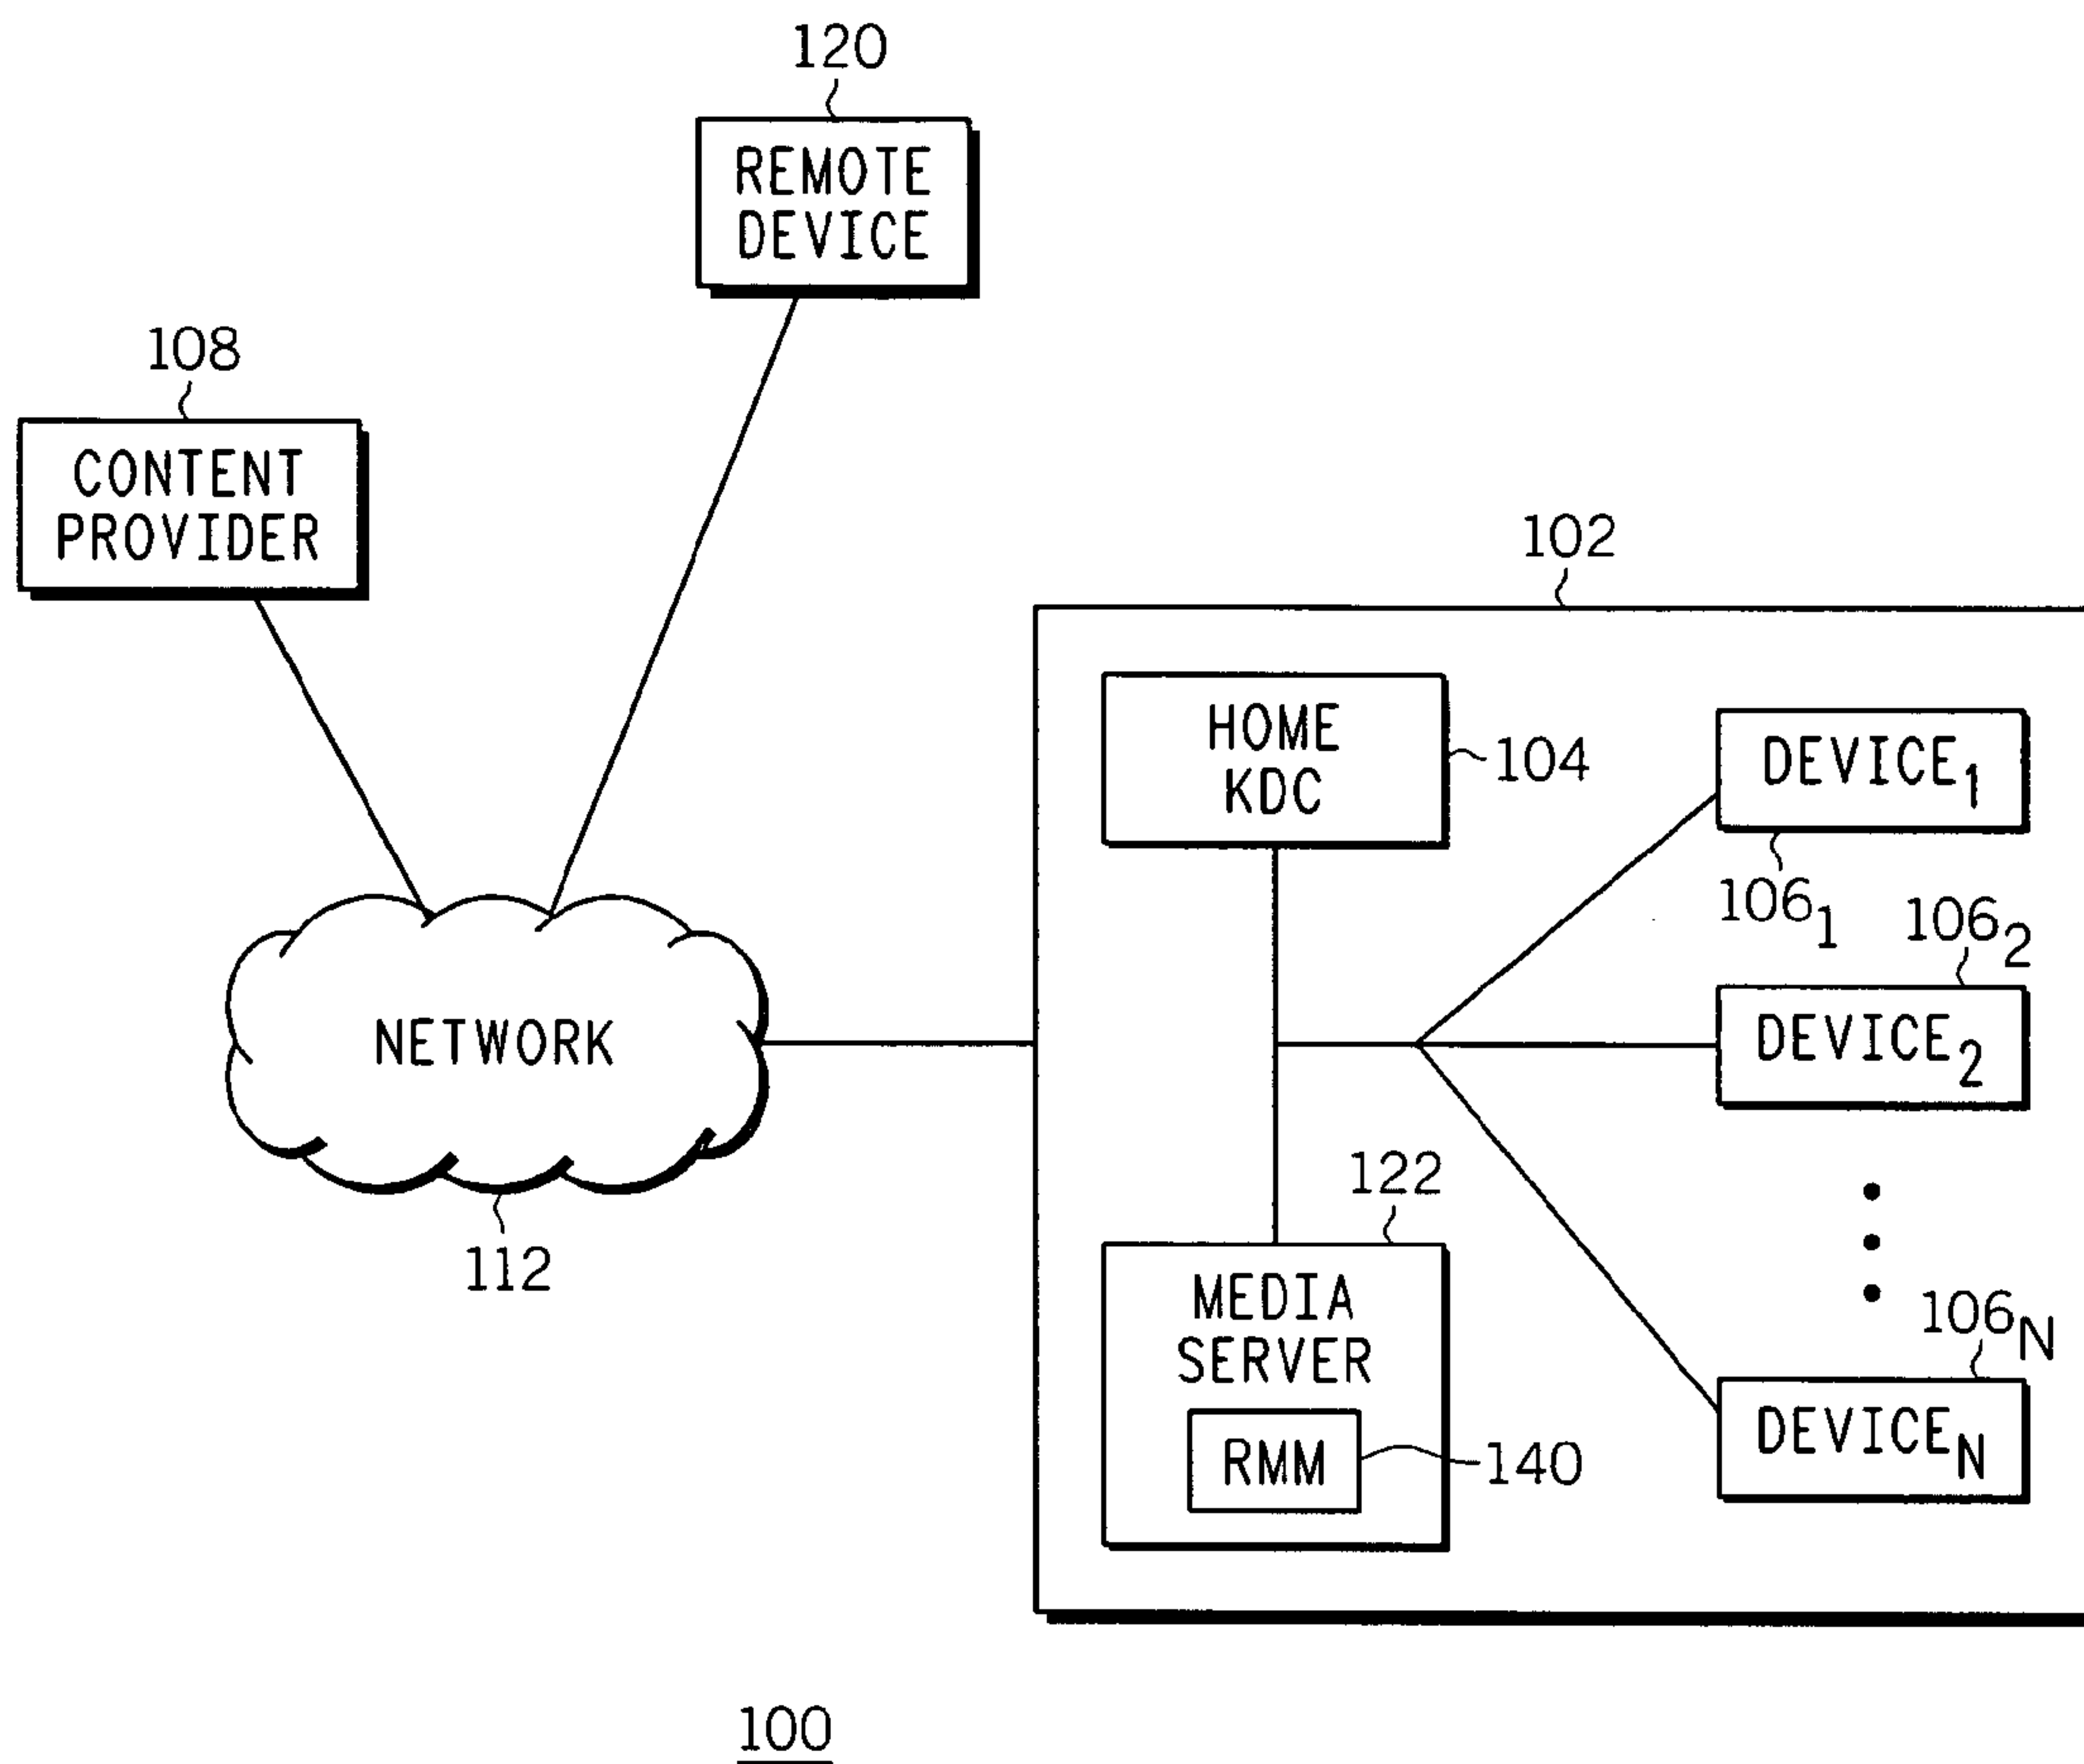 120
REMOTE
DEVICE
108
CONTENT
PROVIDER
102
HOME
KDC
104
DEVICE₁
106₁
106₂
DEVICE₂
NETWORK
112
122
MEDIA
SERVER
RMM
140
106N
DEVICEN
100